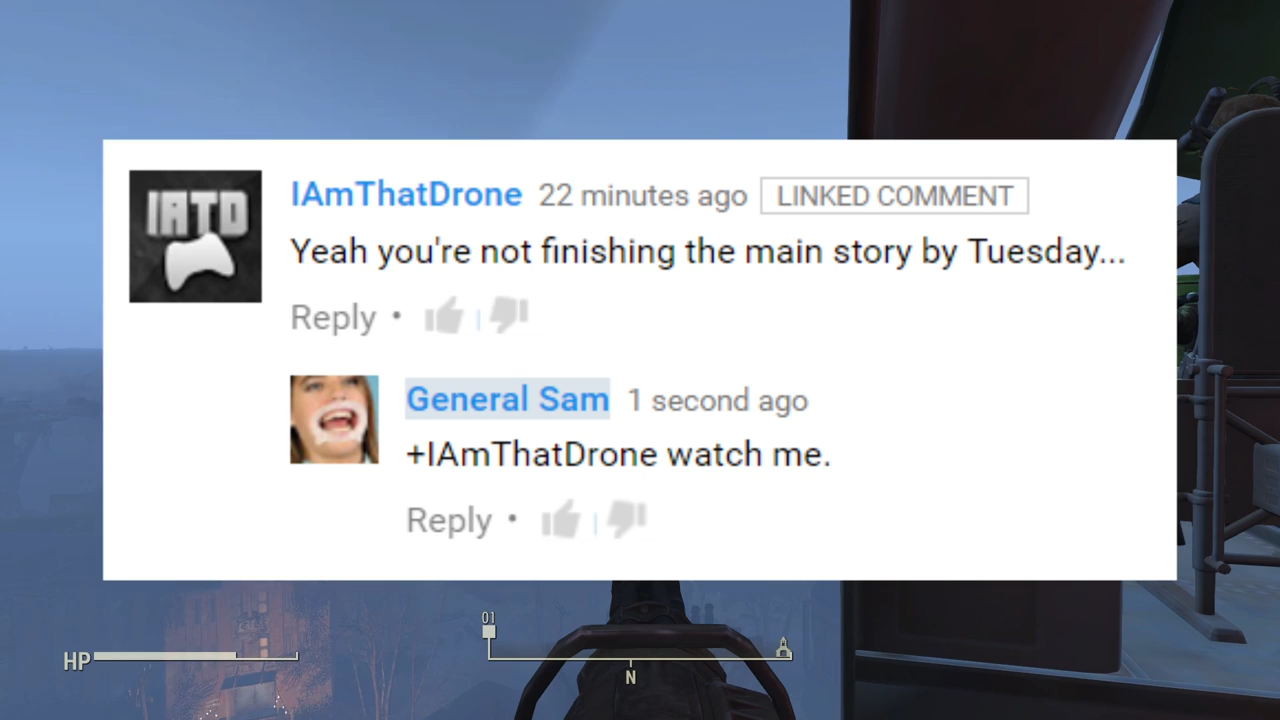 IATD
IAmThatDrone 22 minutes ago LINKED COMMENT
Yeah you're not finishing the main story by Tuesday...
Reply •
General Sam 1 second ago
+IAmThatDrone watch me.
Reply •
01
HP
N